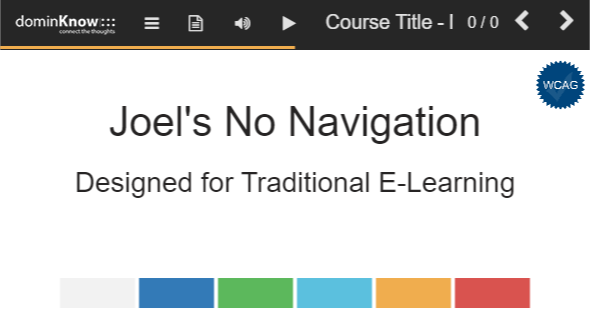 dominKnow:::
connect the thoughts
Course Title - I
0 / 0
WCAG
Joel's No Navigation
Designed for Traditional E-Learning